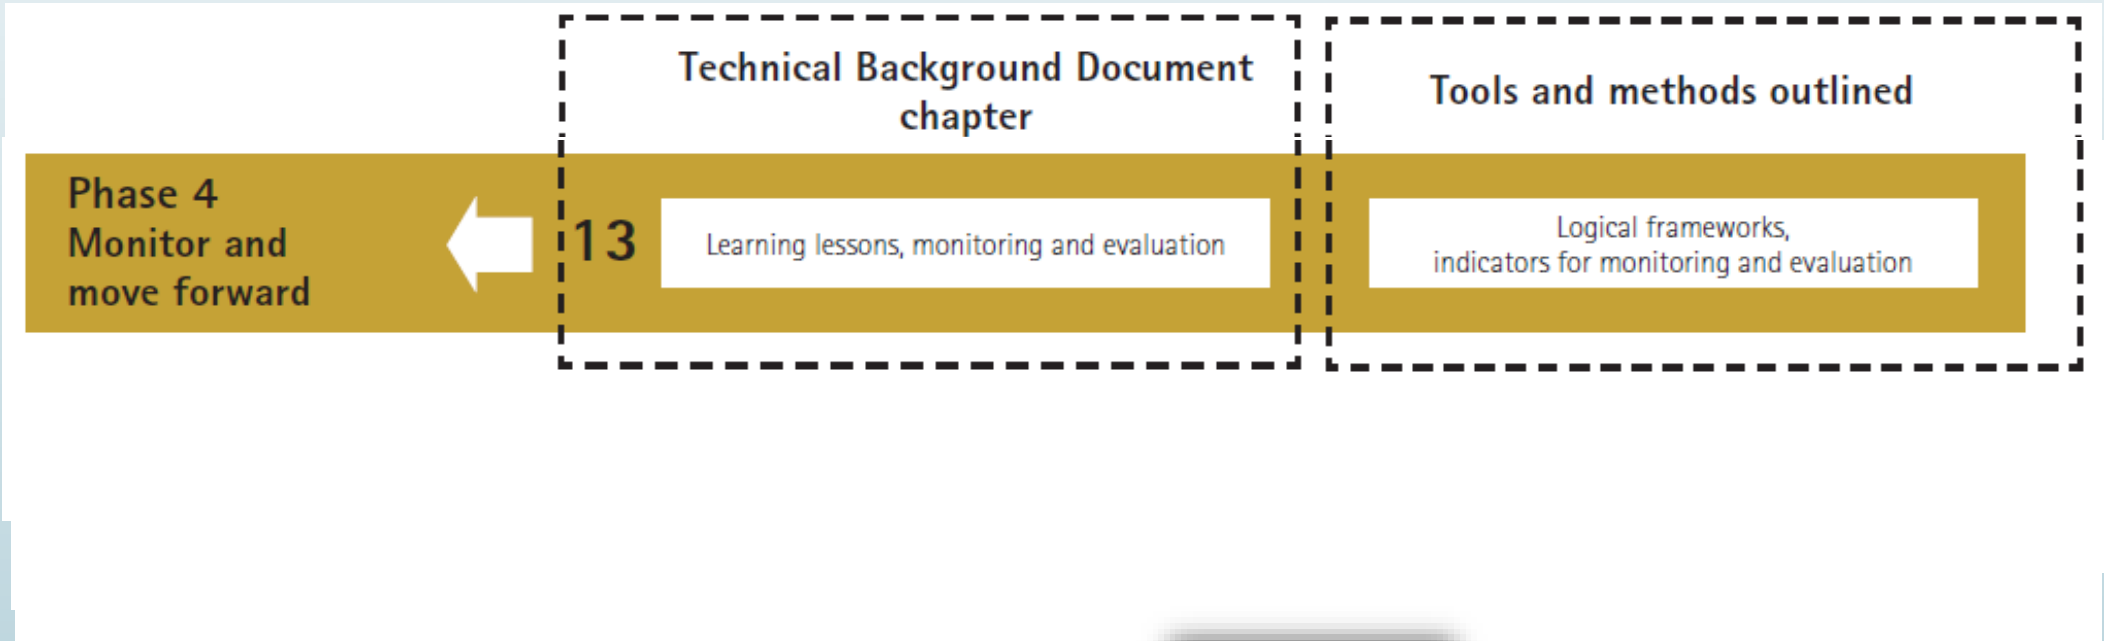 Technical Background Document
chapter
Tools and methods outlined
Phase 4
Monitor and
move forward
13
Learning lessons, monitoring and evaluation
Logical frameworks,
indicators for monitoring and evaluation